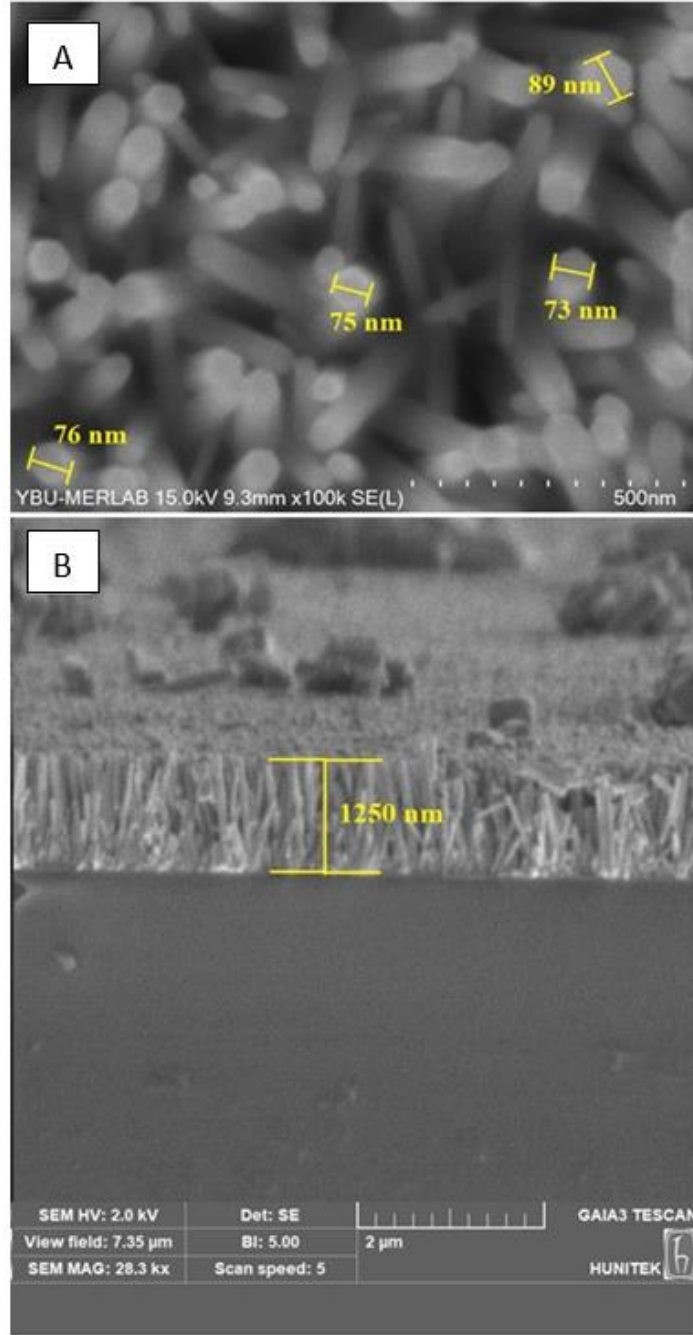 A
89 nm
75 nm
73 nm
76 nm
YBU-MERLAB 15.0kV 9.3mm x100k SE(L)
500nm
B
1250 nm
SEM HV: 2.0 kV
Det: SE
GAIA3 TESCAN
View field: 7.35 µm
BI: 5.00
2 µm
SEM MAG: 28.3 kx
Scan speed: 5
HUNITEK